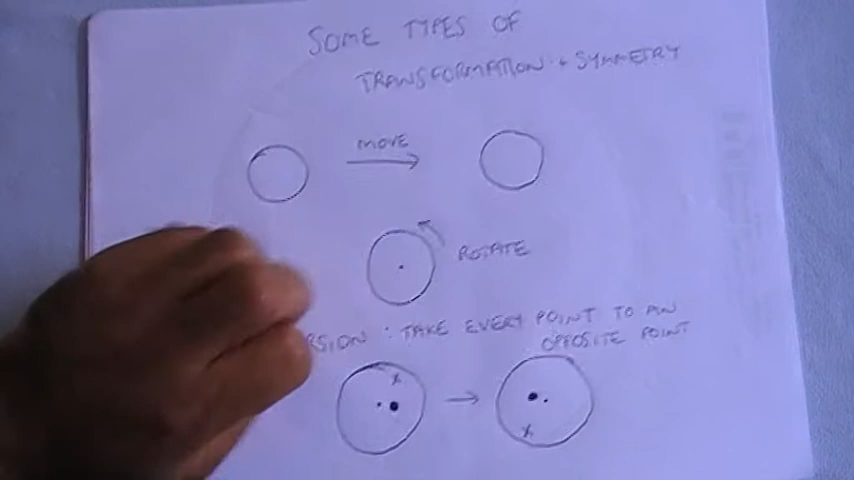 SOME TYPES OF
TRANSFORMATION + SYMMETRY
MOVE
ROTATE
RSION : TAKE EVERY POINT TO AN
OPPOSITE POINT
x
x